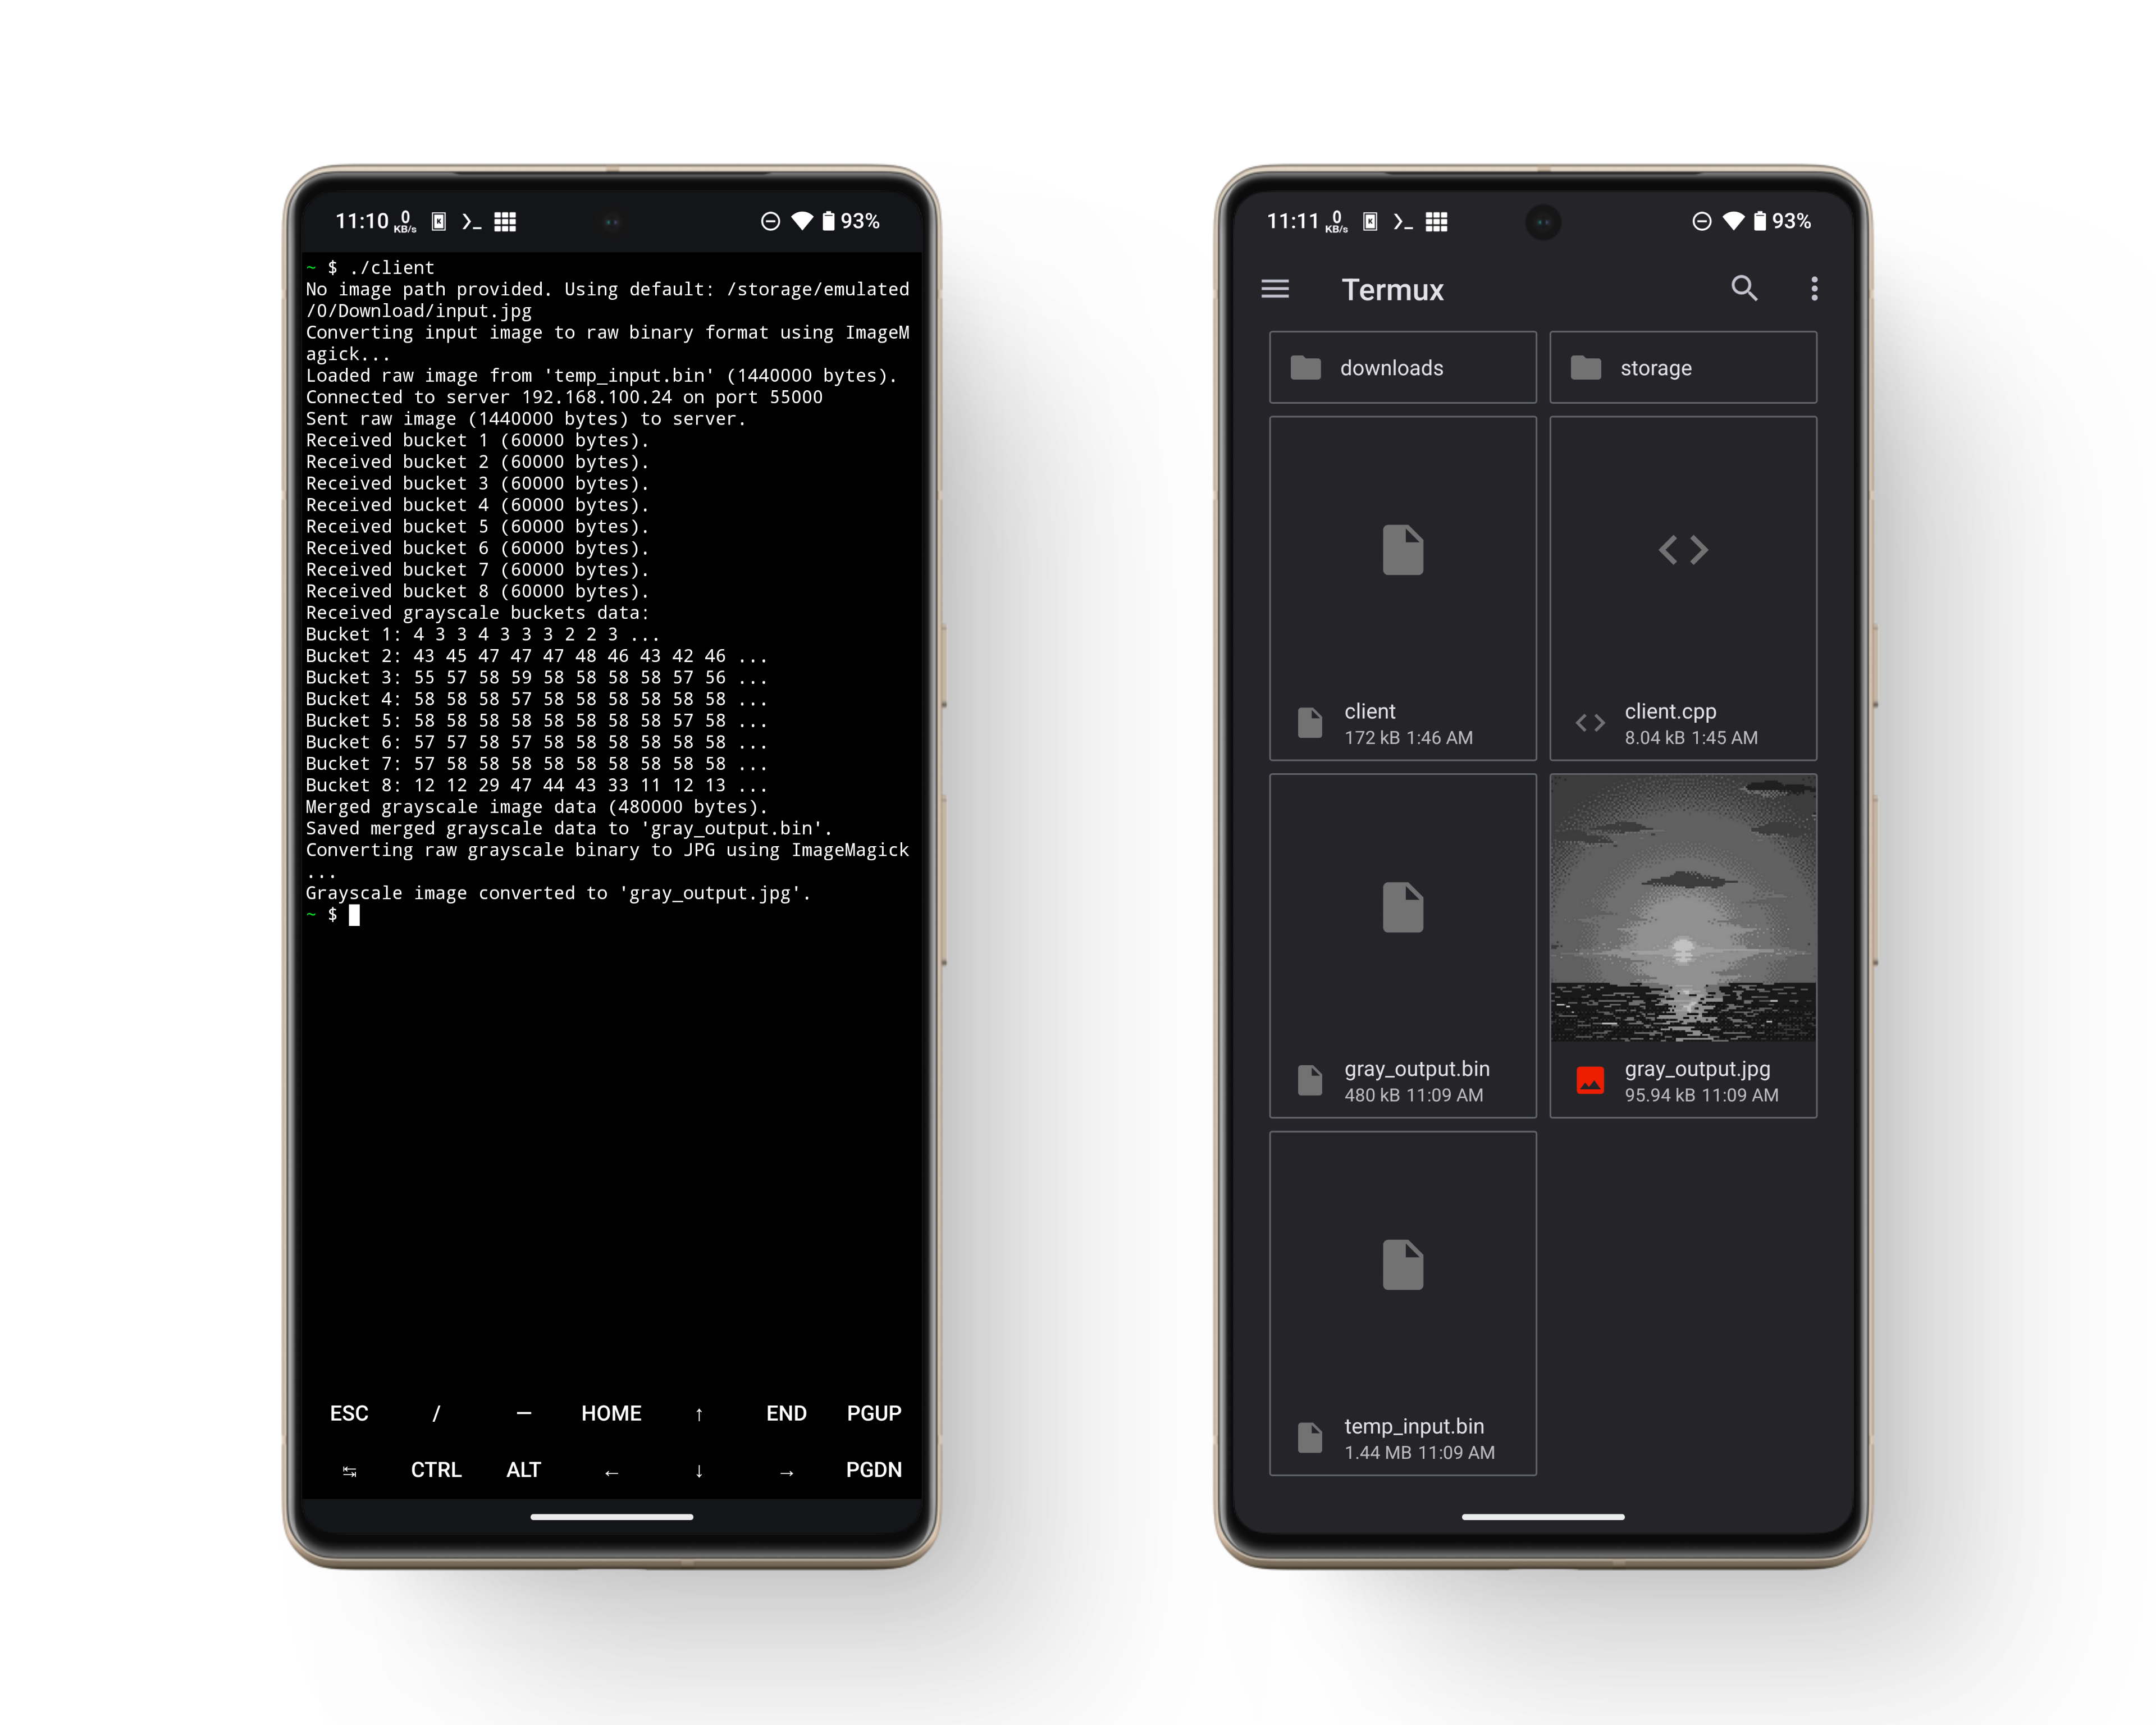 11:10 0 KB/s 93%
~ $ ./client
No image path provided. Using default: /storage/emulated
/0/Download/input.jpg
Converting input image to raw binary format using ImageM
agick...
Loaded raw image from 'temp_input.bin' (1440000 bytes).
Connected to server 192.168.100.24 on port 55000
Sent raw image (1440000 bytes) to server.
Received bucket 1 (60000 bytes).
Received bucket 2 (60000 bytes).
Received bucket 3 (60000 bytes).
Received bucket 4 (60000 bytes).
Received bucket 5 (60000 bytes).
Received bucket 6 (60000 bytes).
Received bucket 7 (60000 bytes).
Received bucket 8 (60000 bytes).
Received grayscale buckets data:
Bucket 1: 4 3 3 4 3 3 3 2 2 3 ...
Bucket 2: 43 45 47 47 47 48 46 43 42 46 ...
Bucket 3: 55 57 58 59 58 58 58 58 57 56 ...
Bucket 4: 58 58 58 57 58 58 58 58 58 58 ...
Bucket 5: 58 58 58 58 58 58 58 58 57 58 ...
Bucket 6: 57 57 58 57 58 58 58 58 58 58 ...
Bucket 7: 57 58 58 58 58 58 58 58 58 58 ...
Bucket 8: 12 12 29 47 44 43 33 11 12 13 ...
Merged grayscale image data (480000 bytes).
Saved merged grayscale data to 'gray_output.bin'.
Converting raw grayscale binary to JPG using ImageMagick
...
Grayscale image converted to 'gray_output.jpg'.
~ $
ESC / — HOME ↑ END PGUP
↹ CTRL ALT ← ↓ → PGDN
11:11 0 KB/s 93%
Termux
downloads
storage
client
172 kB 1:46 AM
client.cpp
8.04 kB 1:45 AM
gray_output.bin
480 kB 11:09 AM
gray_output.jpg
95.94 kB 11:09 AM
temp_input.bin
1.44 MB 11:09 AM